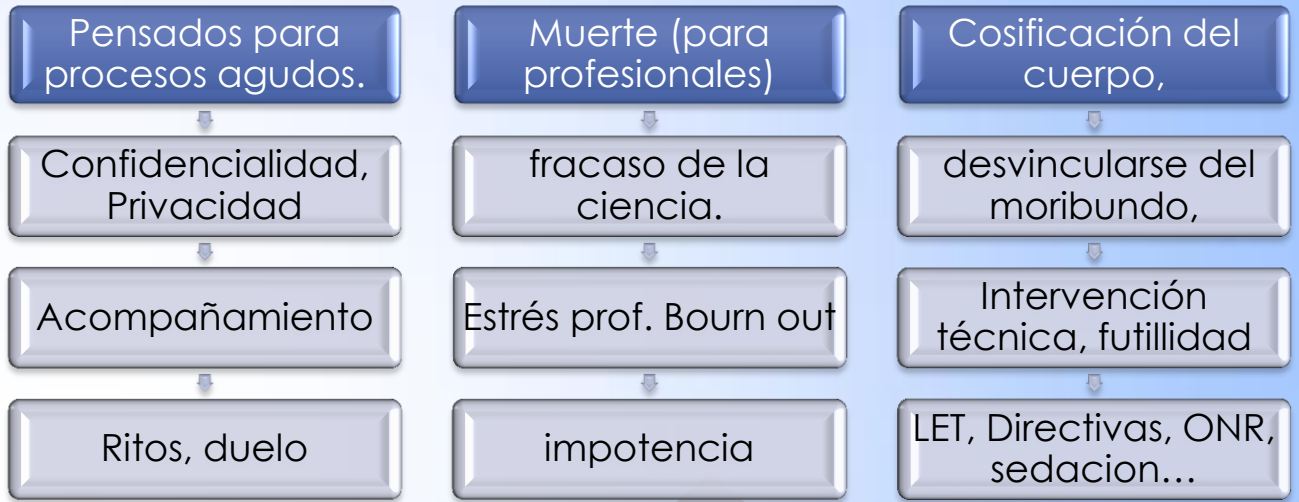 Pensados para
procesos agudos.
Confidencialidad,
Privacidad
Acompañamiento
Ritos, duelo
Muerte (para
profesionales)
fracaso de la
ciencia.
Estrés prof. Bourn out
impotencia
Cosificación del
cuerpo,
desvincularse del
moribundo,
Intervención
técnica, futillidad
LET, Directivas, ONR,
sedacion…